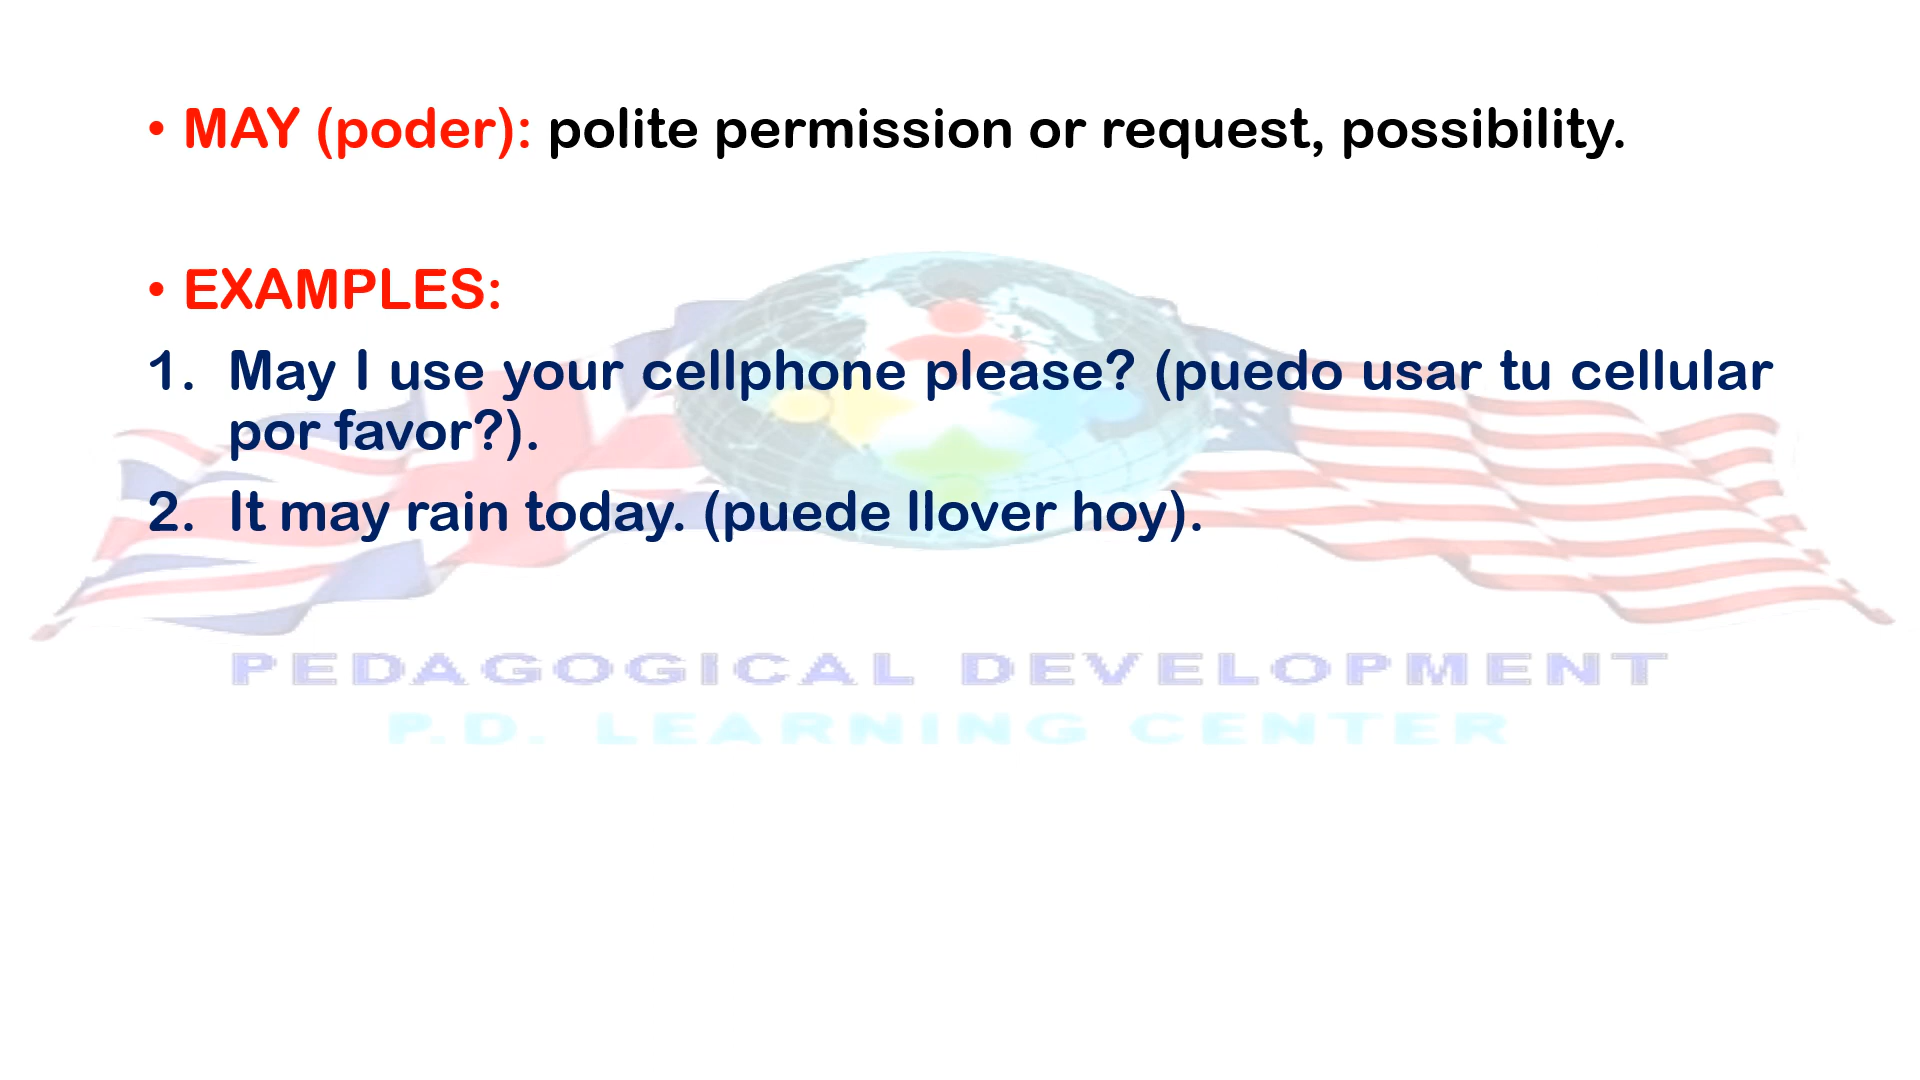 • MAY (poder): polite permission or request, possibility.
• EXAMPLES:
1. May I use your cellphone please? (puedo usar tu cellular
por favor?).
2. It may rain today. (puede llover hoy).
PEDAGOGICAL DEVELOPMENT
P.D. LEARNING CENTER